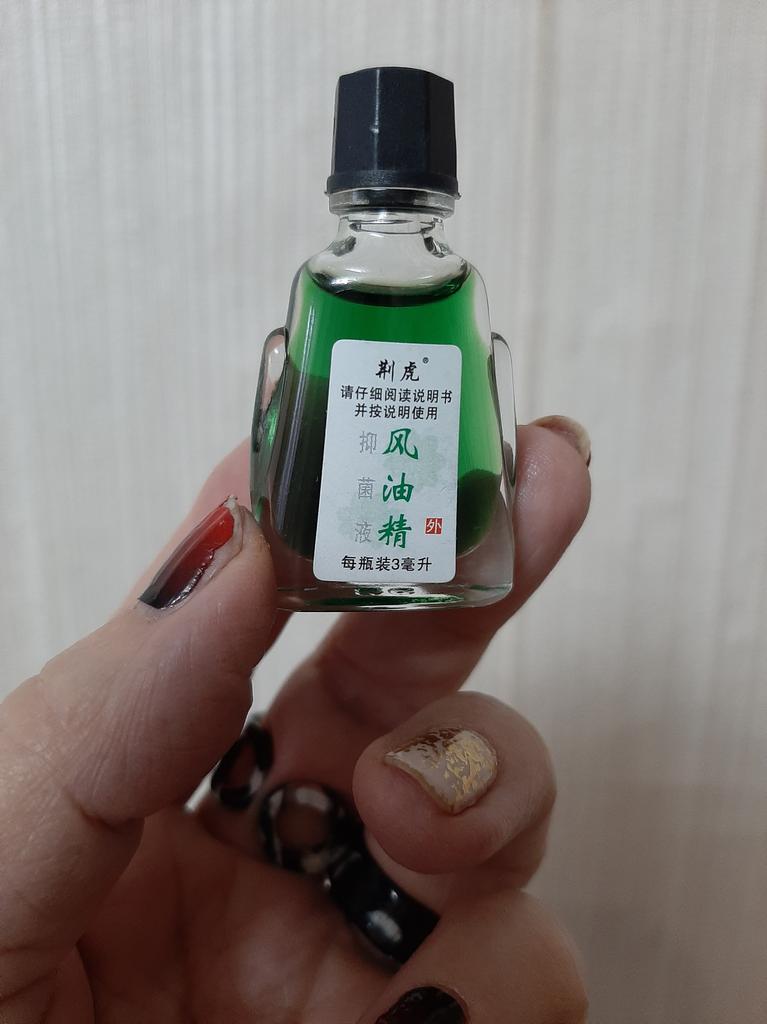 荆虎®
请仔细阅读说明书
并按说明使用
抑菌液
风油精
外
每瓶装3毫升